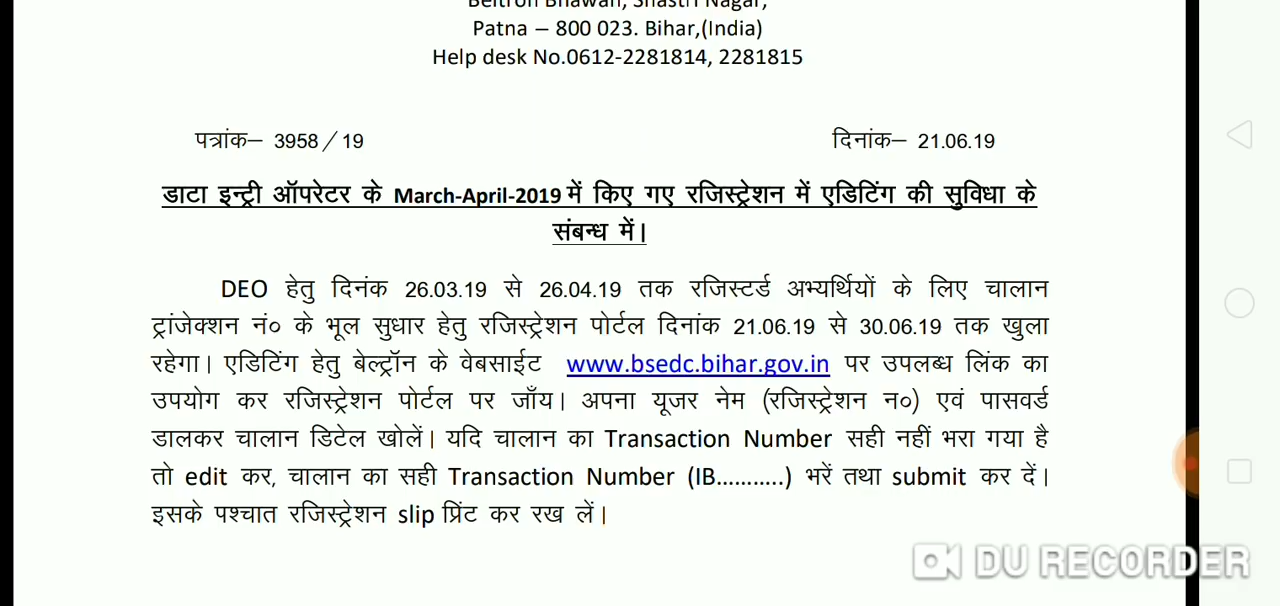 Beltron Bhawan, Shastri Nagar,
Patna – 800 023. Bihar,(India)
Help desk No.0612-2281814, 2281815
पत्रांक– 3958/19 दिनांक– 21.06.19
डाटा इन्ट्री ऑपरेटर के March-April-2019 में किए गए रजिस्ट्रेशन में एडिटिंग की सुविधा के
संबन्ध में।
DEO हेतु दिनंक 26.03.19 से 26.04.19 तक रजिस्टर्ड अभ्यर्थियों के लिए चालान
ट्रांजेक्शन नं० के भूल सुधार हेतु रजिस्ट्रेशन पोर्टल दिनांक 21.06.19 से 30.06.19 तक खुला
रहेगा। एडिटिंग हेतु बेल्ट्रॉन के वेबसाईट www.bsedc.bihar.gov.in पर उपलब्ध लिंक का
उपयोग कर रजिस्ट्रेशन पोर्टल पर जाँय। अपना यूजर नेम (रजिस्ट्रेशन न०) एवं पासवर्ड
डालकर चालान डिटेल खोलें। यदि चालान का Transaction Number सही नहीं भरा गया है
तो edit कर, चालान का सही Transaction Number (IB...........) भरें तथा submit कर दें।
इसके पश्चात रजिस्ट्रेशन slip प्रिंट कर रख लें।
DU RECORDER